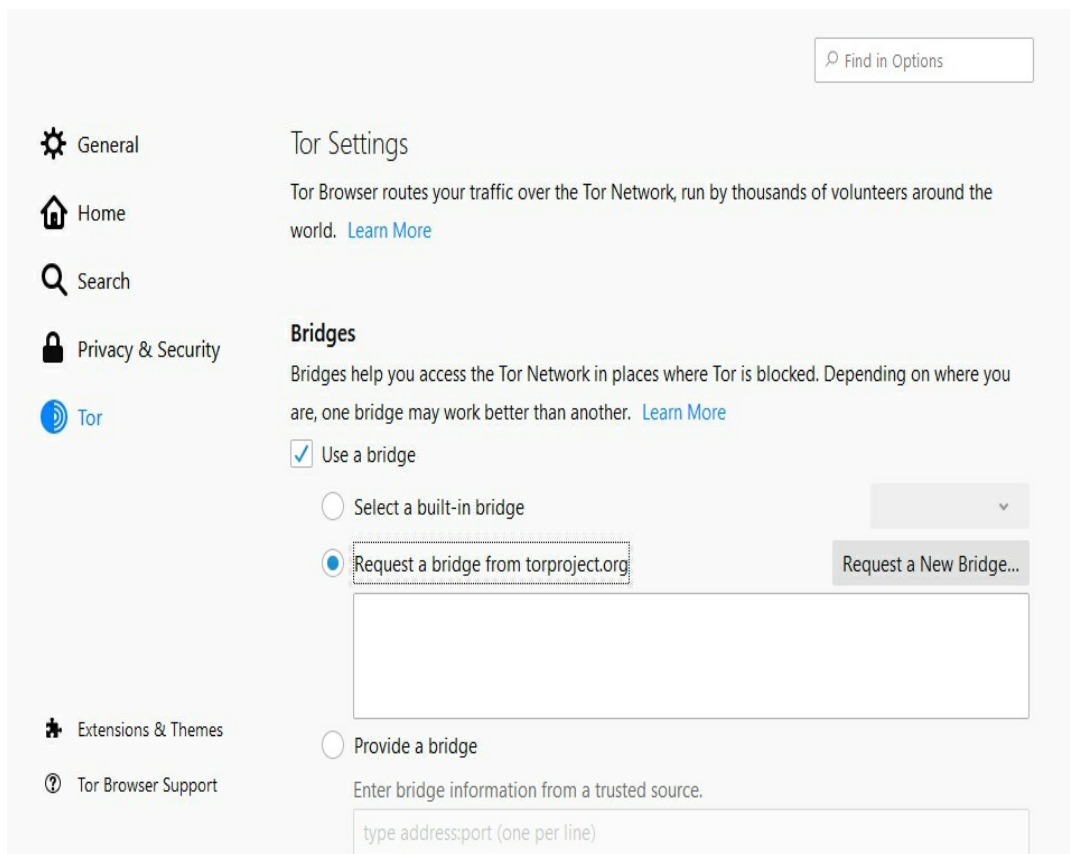 Find in Options
General
Home
Search
Privacy & Security
Tor
Extensions & Themes
Tor Browser Support
Tor Settings
Tor Browser routes your traffic over the Tor Network, run by thousands of volunteers around the
world. Learn More
Bridges
Bridges help you access the Tor Network in places where Tor is blocked. Depending on where you
are, one bridge may work better than another. Learn More
Use a bridge
Select a built-in bridge
Request a bridge from torproject.org
Request a New Bridge...
Provide a bridge
Enter bridge information from a trusted source.
type address:port (one per line)